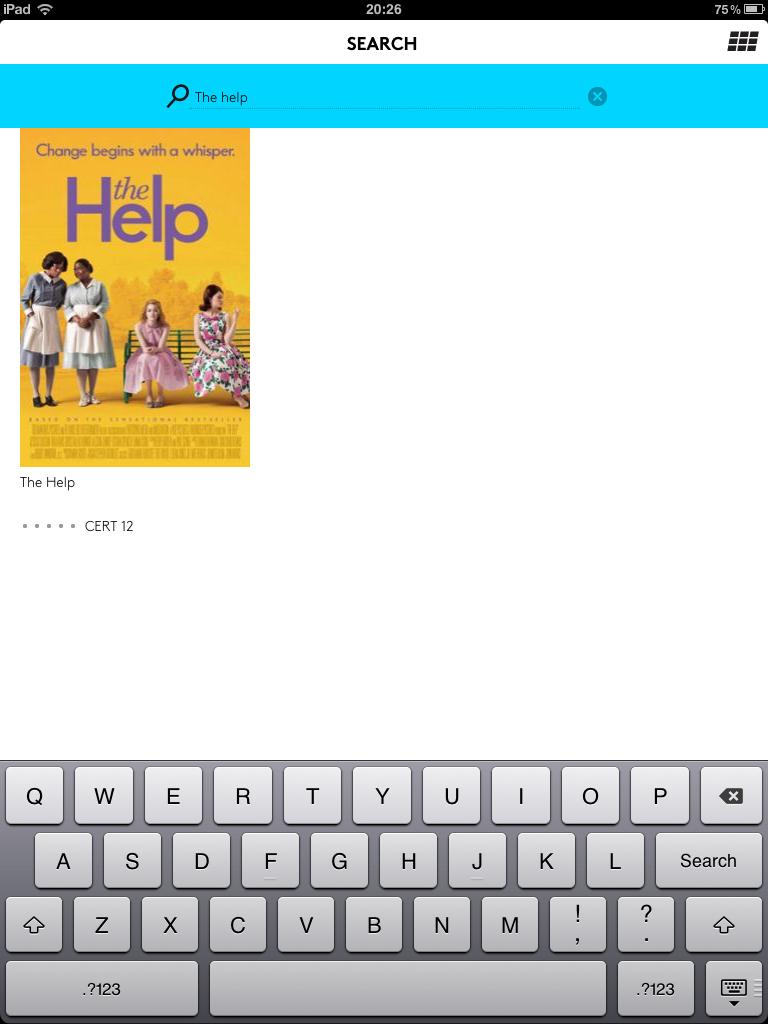 iPad 20:26 75%
SEARCH
The help
Change begins with a whisper.
the
Help
BASED ON THE SENSATIONAL BESTSELLER
The Help
CERT 12
Q W E R T Y U I O P
A S D F G H J K L Search
Z X C V B N M ! , ? .
.?123 .?123